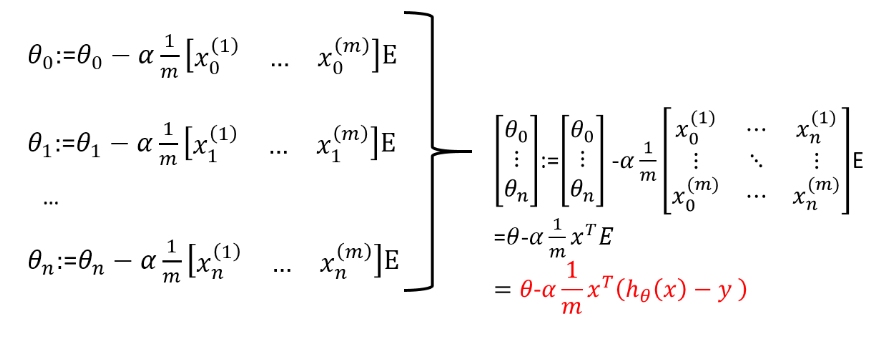 θ₀:=θ₀ − α 1/m [x₀⁽¹⁾ ... x₀⁽ᵐ⁾]E
θ₁:=θ₁ − α 1/m [x₁⁽¹⁾ ... x₁⁽ᵐ⁾]E
...
θₙ:=θₙ − α 1/m [xₙ⁽¹⁾ ... xₙ⁽ᵐ⁾]E
[θ₀ ⋮ θₙ]:=[θ₀ ⋮ θₙ] -α 1/m [x₀⁽¹⁾ ⋯ xₙ⁽¹⁾ ⋮ ⋱ ⋮ x₀⁽ᵐ⁾ ⋯ xₙ⁽ᵐ⁾]E
=θ-α 1/m xᵀE
= θ-α 1/m xᵀ(h_θ(x) − y )